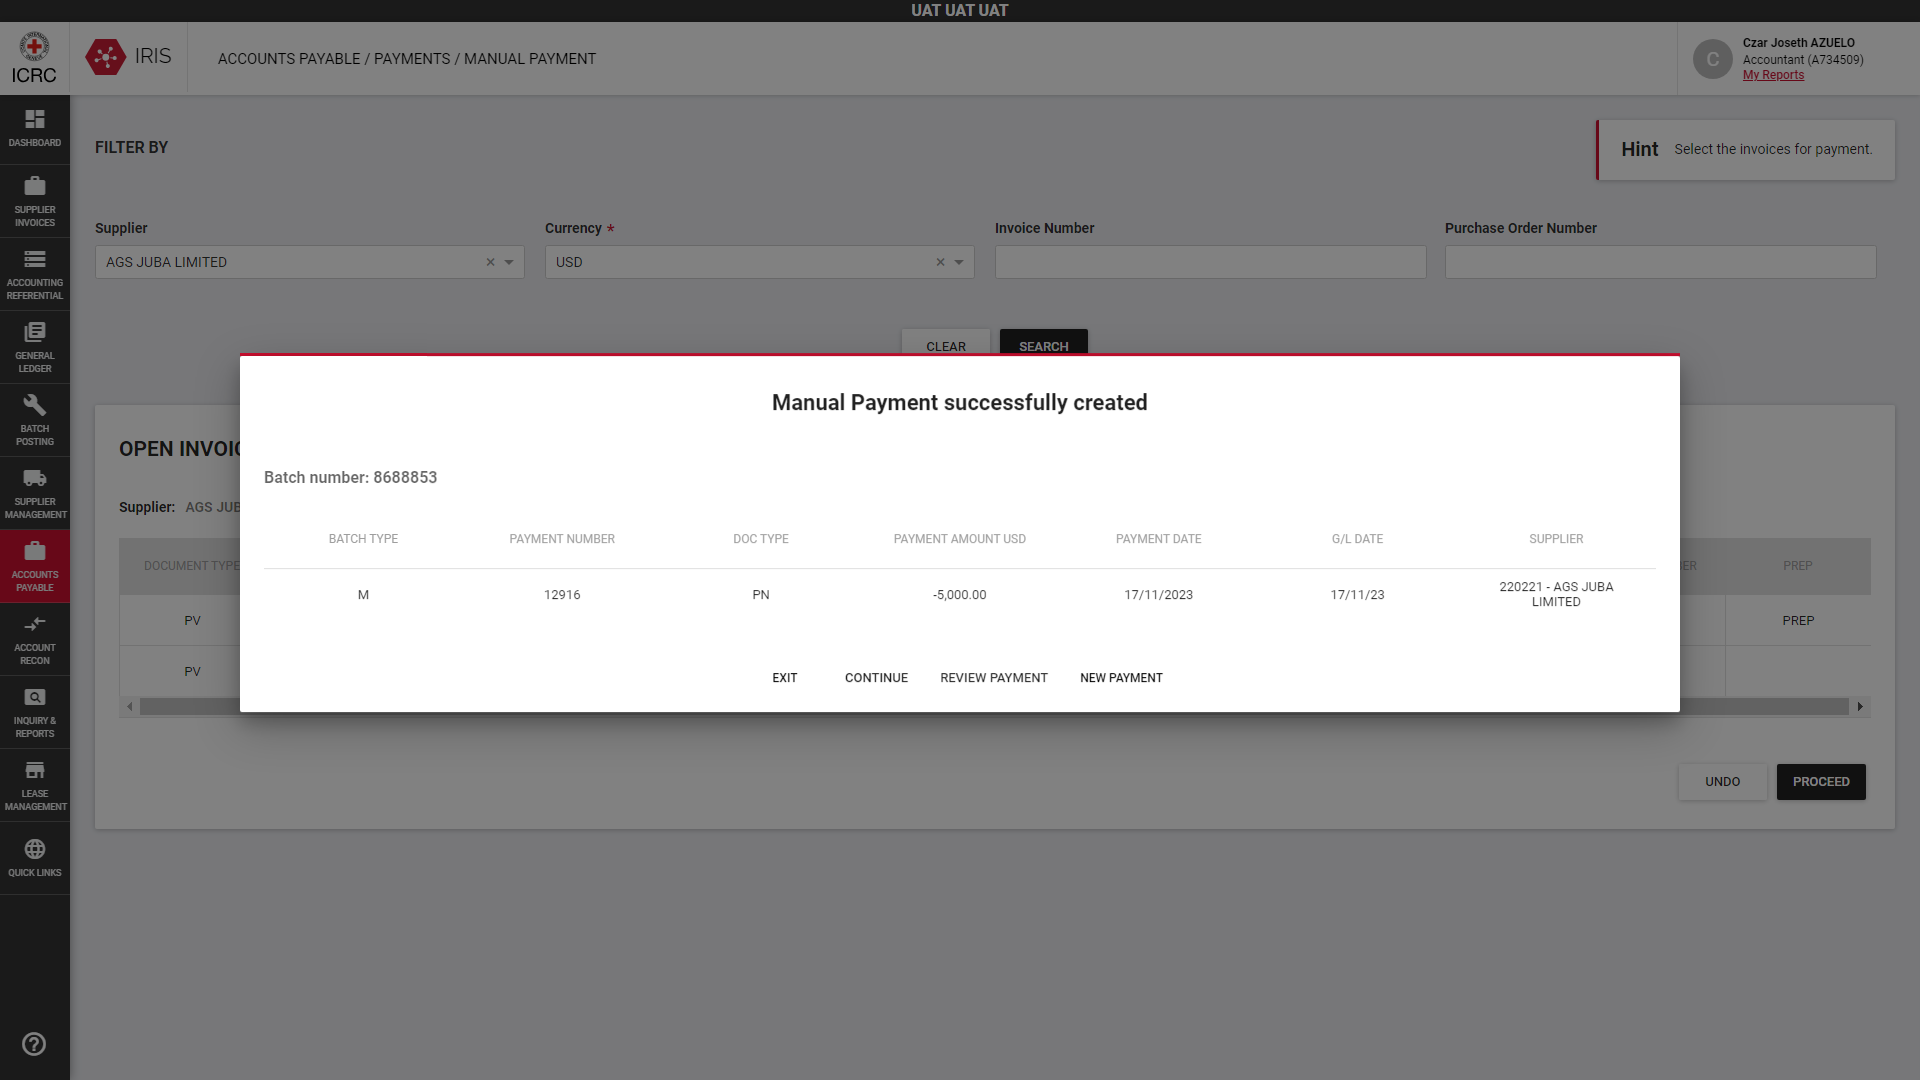 UAT UAT UAT
ICRC
IRIS
ACCOUNTS PAYABLE / PAYMENTS / MANUAL PAYMENT
C
Czar Joseth AZUELO
Accountant (A734509)
My Reports
DASHBOARD
SUPPLIER
INVOICES
ACCOUNTING
REFERENTIAL
GENERAL
LEDGER
BATCH
POSTING
SUPPLIER
MANAGEMENT
ACCOUNTS
PAYABLE
ACCOUNT
RECON
INQUIRY &
REPORTS
LEASE
MANAGEMENT
QUICK LINKS
FILTER BY
Hint Select the invoices for payment.
Supplier
Currency *
Invoice Number
Purchase Order Number
AGS JUBA LIMITED
USD
CLEAR
SEARCH
OPEN INVOIC
Supplier: AGS JUB
DOCUMENT TYPE
ER
PREP
PV
PREP
PV
UNDO
PROCEED
Manual Payment successfully created
Batch number: 8688853
BATCH TYPE
PAYMENT NUMBER
DOC TYPE
PAYMENT AMOUNT USD
PAYMENT DATE
G/L DATE
SUPPLIER
M
12916
PN
-5,000.00
17/11/2023
17/11/23
220221 - AGS JUBA
LIMITED
EXIT
CONTINUE
REVIEW PAYMENT
NEW PAYMENT